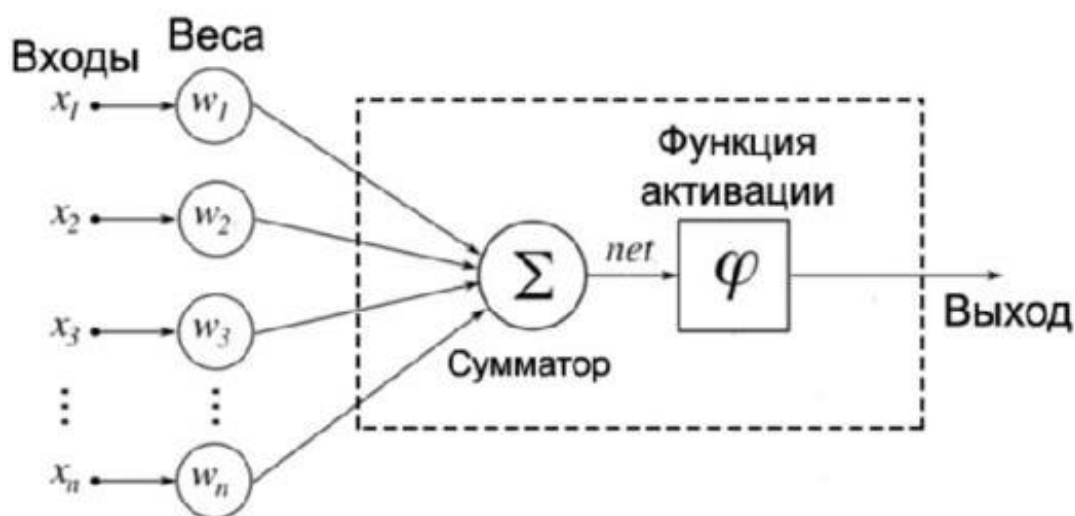 Входы
Веса
x1
w1
x2
w2
x3
w3
...
...
xn
wn
Σ
Сумматор
net
Функция
активации
φ
Выход